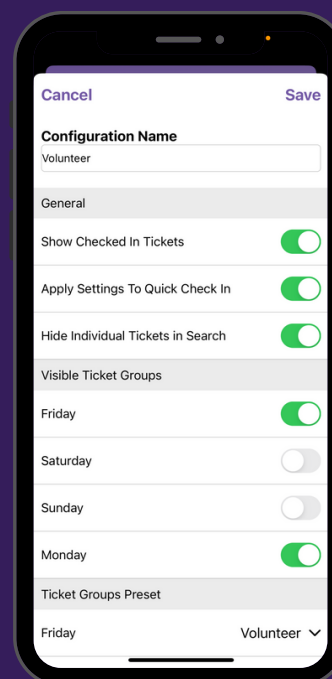 Cancel Save
Configuration Name
Volunteer
General
Show Checked In Tickets
Apply Settings To Quick Check In
Hide Individual Tickets in Search
Visible Ticket Groups
Friday
Saturday
Sunday
Monday
Ticket Groups Preset
Friday Volunteer